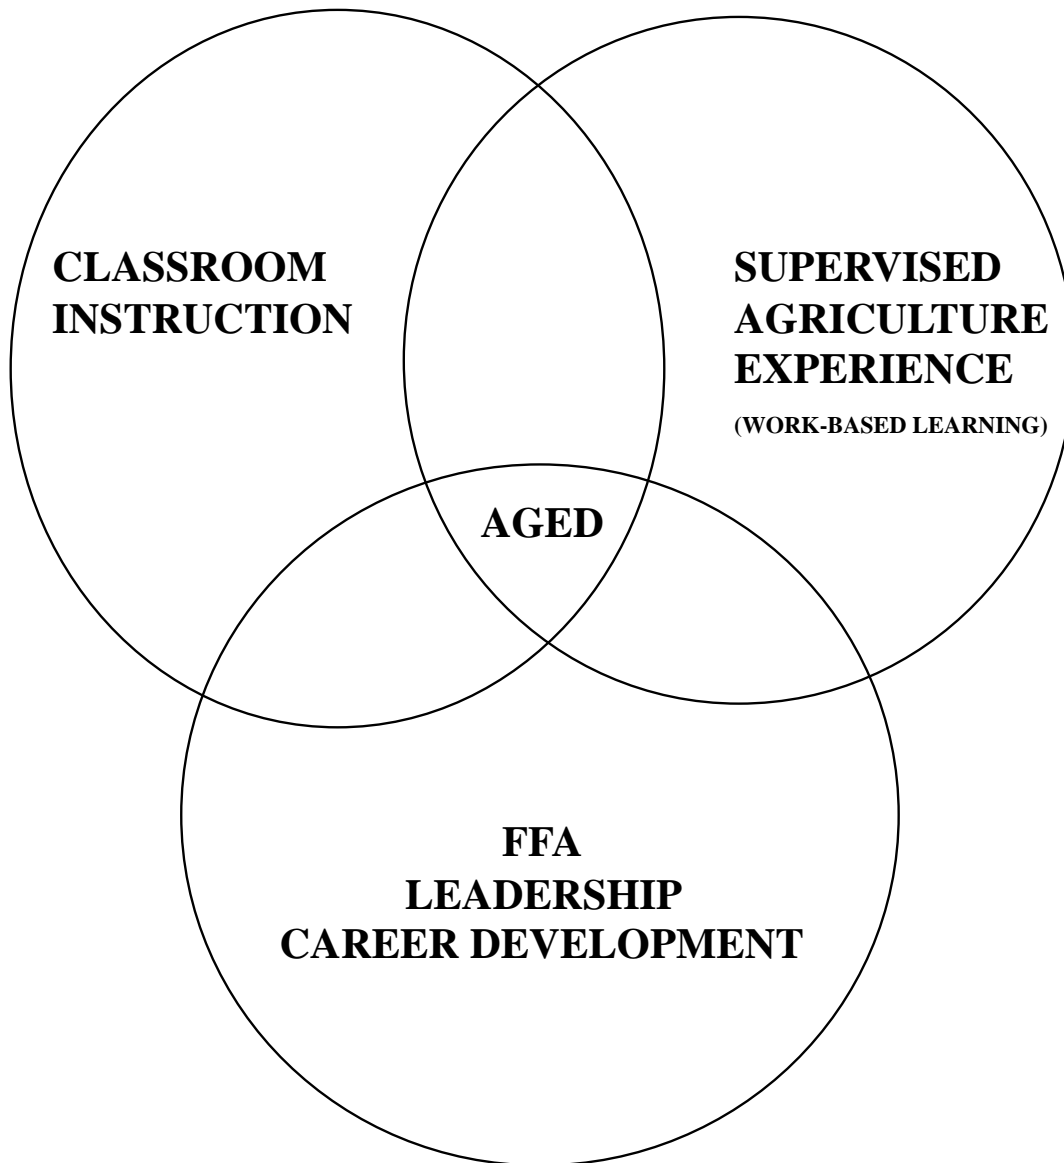 CLASSROOM
INSTRUCTION
SUPERVISED
AGRICULTURE
EXPERIENCE
(WORK-BASED LEARNING)
AGED
FFA
LEADERSHIP
CAREER DEVELOPMENT